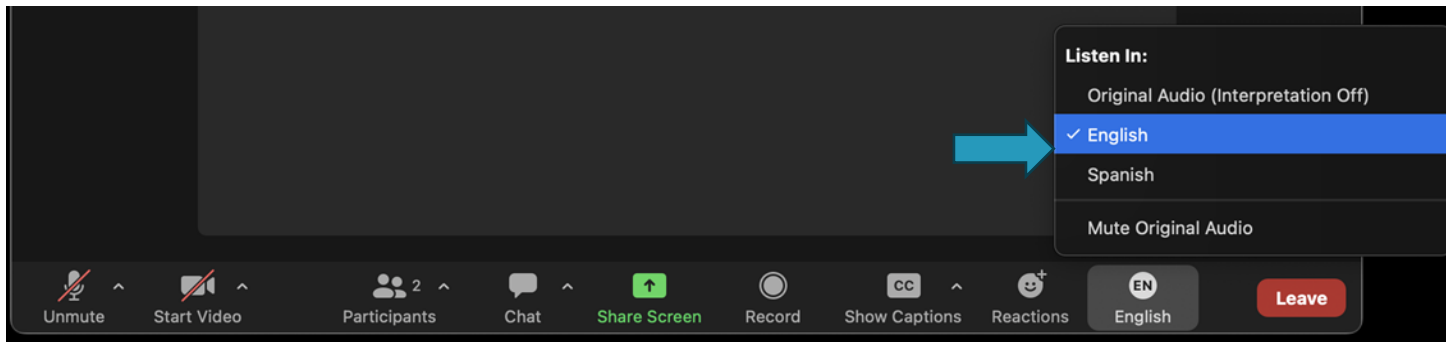 Listen In:
Original Audio (Interpretation Off)
English
Spanish
Mute Original Audio
2
CC
EN
Unmute
Start Video
Participants
Chat
Share Screen
Record
Show Captions
Reactions
English
Leave